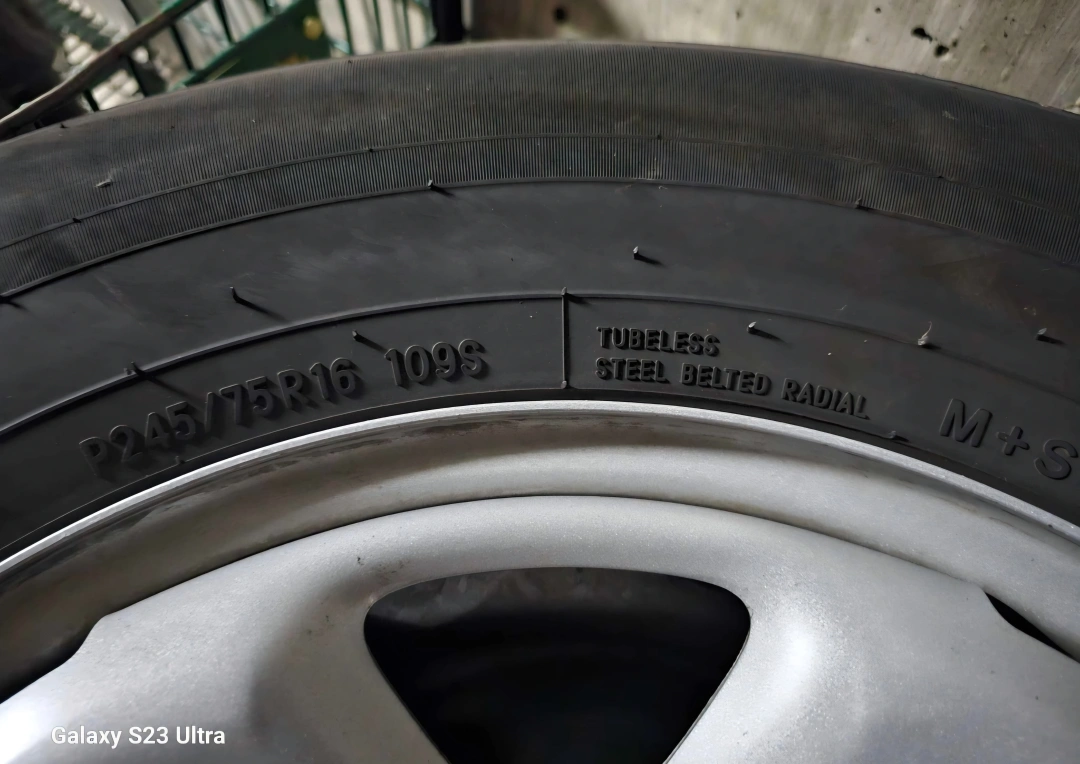 P245/75R16 109S
TUBELESS
STEEL BELTED RADIAL
M+S
Galaxy S23 Ultra